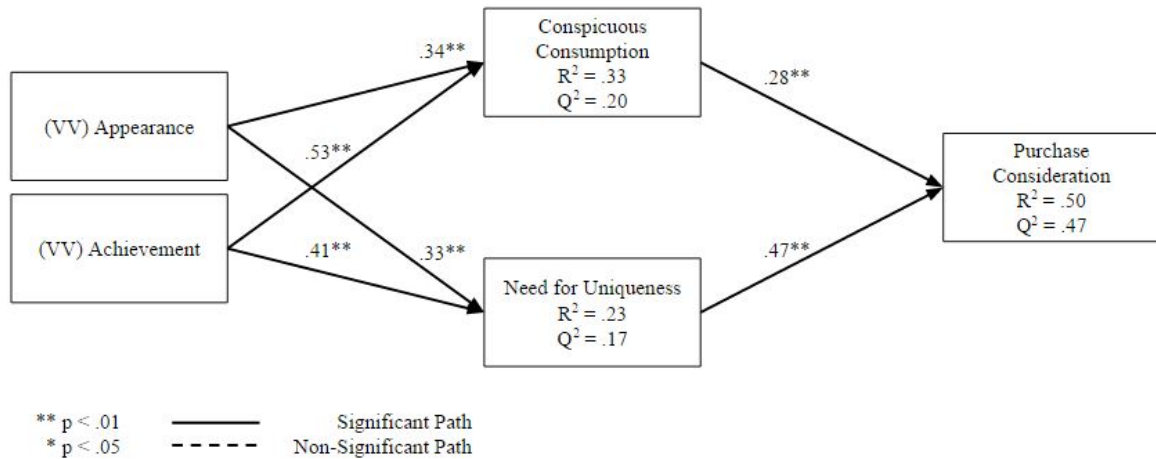 Conspicuous
Consumption
R² = .33
Q² = .20
.34**
.28**
(VV) Appearance
.53**
Purchase
Consideration
R² = .50
Q² = .47
(VV) Achievement
.41**
.33**
.47**
Need for Uniqueness
R² = .23
Q² = .17
** p < .01 Significant Path
* p < .05 Non-Significant Path